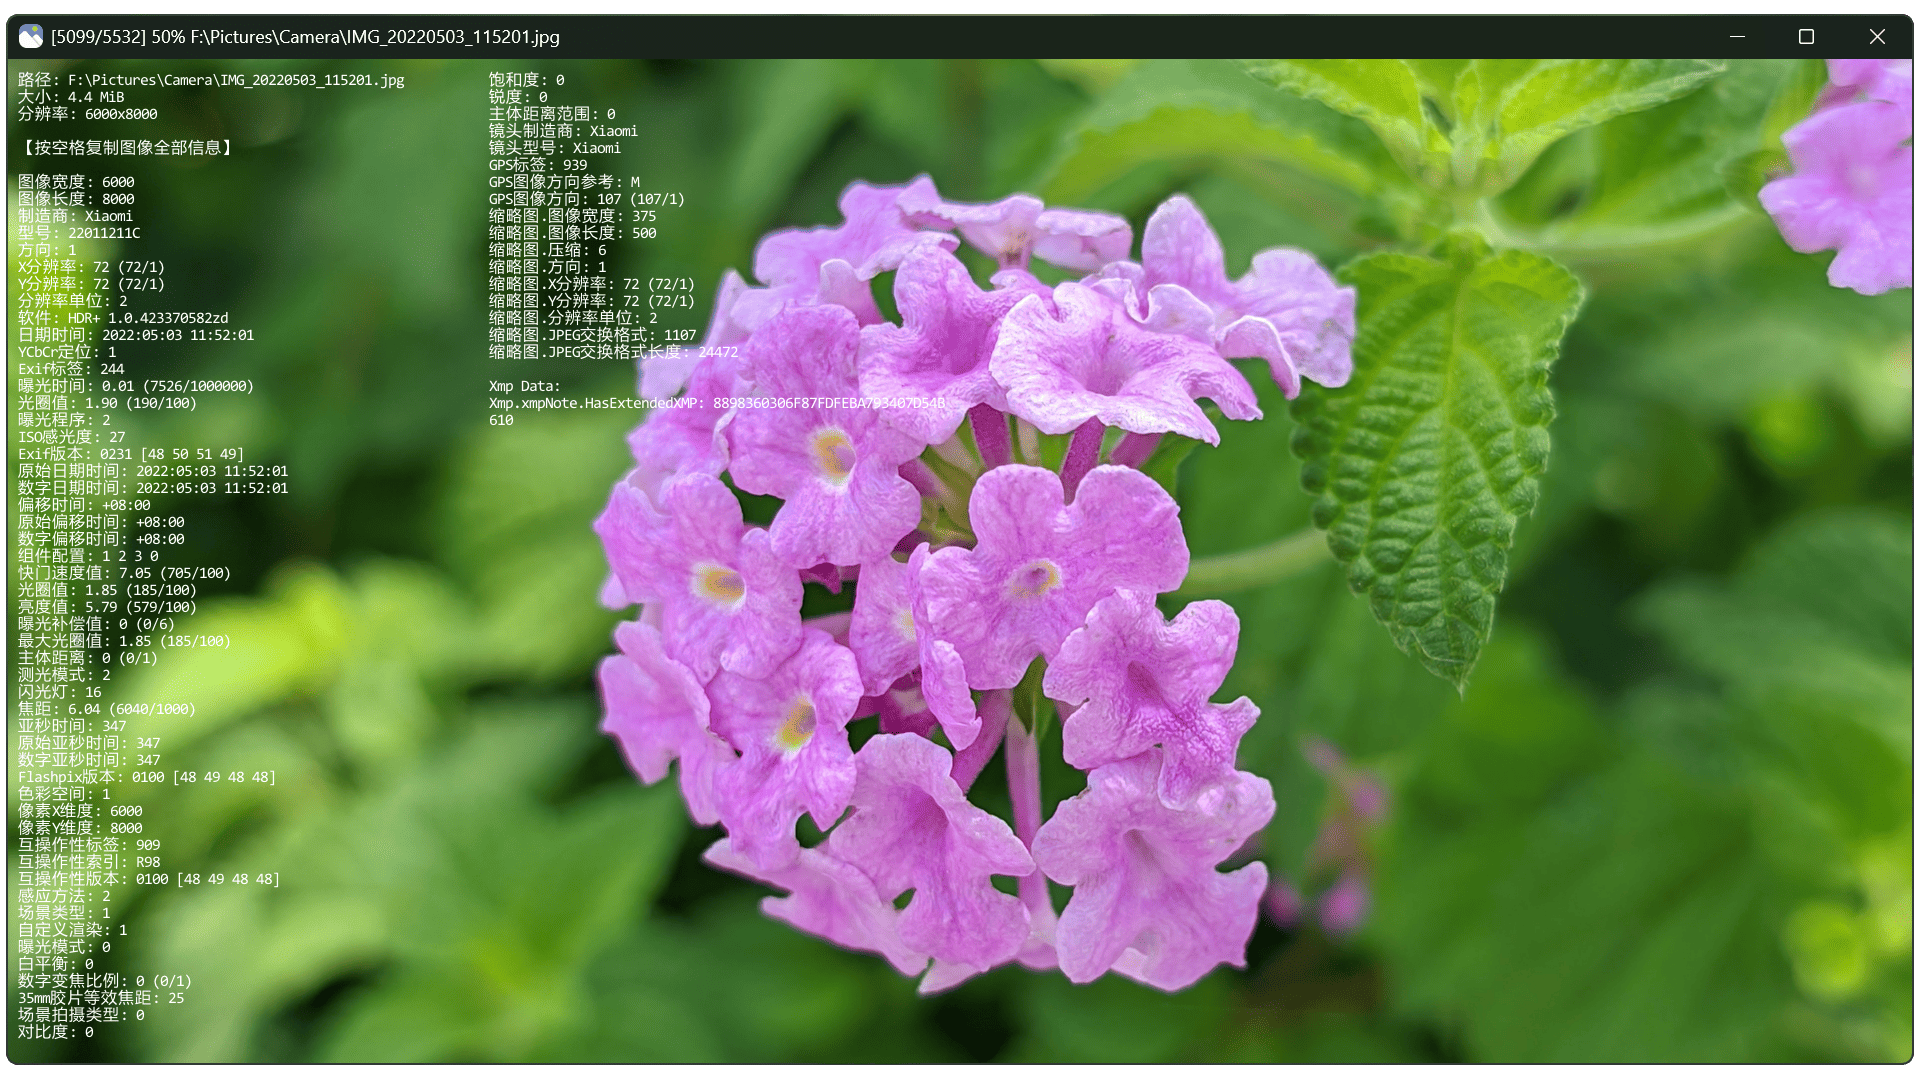 [5099/5532] 50% F:\Pictures\Camera\IMG_20220503_115201.jpg
路径: F:\Pictures\Camera\IMG_20220503_115201.jpg
大小: 4.4 MiB
分辨率: 6000x8000
【按空格复制图像全部信息】
图像宽度: 6000
图像长度: 8000
制造商: Xiaomi
型号: 22011211C
方向: 1
X分辨率: 72 (72/1)
Y分辨率: 72 (72/1)
分辨率单位: 2
软件: HDR+ 1.0.423370582zd
日期时间: 2022:05:03 11:52:01
YCbCr定位: 1
Exif标签: 244
曝光时间: 0.01 (7526/1000000)
光圈值: 1.90 (190/100)
曝光程序: 2
ISO感光度: 27
Exif版本: 0231 [48 50 51 49]
原始日期时间: 2022:05:03 11:52:01
数字日期时间: 2022:05:03 11:52:01
偏移时间: +08:00
原始偏移时间: +08:00
数字偏移时间: +08:00
组件配置: 1 2 3 0
快门速度值: 7.05 (705/100)
光圈值: 1.85 (185/100)
亮度值: 5.79 (579/100)
曝光补偿值: 0 (0/6)
最大光圈值: 1.85 (185/100)
主体距离: 0 (0/1)
测光模式: 2
闪光灯: 16
焦距: 6.04 (6040/1000)
亚秒时间: 347
原始亚秒时间: 347
数字亚秒时间: 347
Flashpix版本: 0100 [48 49 48 48]
色彩空间: 1
像素X维度: 6000
像素Y维度: 8000
互操作性标签: 909
互操作性索引: R98
互操作性版本: 0100 [48 49 48 48]
感应方法: 2
场景类型: 1
自定义渲染: 1
曝光模式: 0
白平衡: 0
数字变焦比例: 0 (0/1)
35mm胶片等效焦距: 25
场景拍摄类型: 0
对比度: 0
饱和度: 0
锐度: 0
主体距离范围: 0
镜头制造商: Xiaomi
镜头型号: Xiaomi
GPS标签: 939
GPS图像方向参考: M
GPS图像方向: 107 (107/1)
缩略图.图像宽度: 375
缩略图.图像长度: 500
缩略图.压缩: 6
缩略图.方向: 1
缩略图.X分辨率: 72 (72/1)
缩略图.Y分辨率: 72 (72/1)
缩略图.分辨率单位: 2
缩略图.JPEG交换格式: 1107
缩略图.JPEG交换格式长度: 24472
Xmp Data:
Xmp.xmpNote.HasExtendedXMP: 8898360306F87FDFEBA793407D54B
610